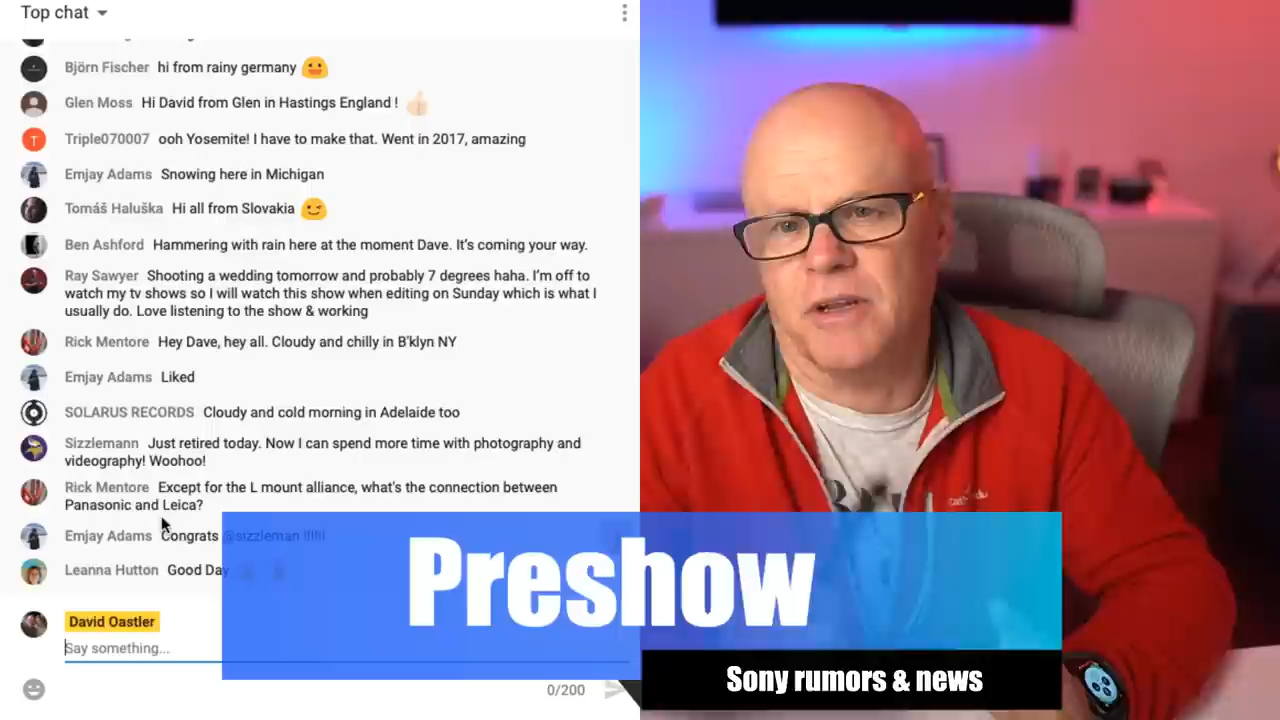 Top chat
Björn Fischer hi from rainy germany
Glen Moss Hi David from Glen in Hastings England !
Triple070007 ooh Yosemite! I have to make that. Went in 2017, amazing
Emjay Adams Snowing here in Michigan
Tomáš Haluška Hi all from Slovakia
Ben Ashford Hammering with rain here at the moment Dave. It's coming your way.
Ray Sawyer Shooting a wedding tomorrow and probably 7 degrees haha. I'm off to
watch my tv shows so I will watch this show when editing on Sunday which is what I
usually do. Love listening to the show & working
Rick Mentore Hey Dave, hey all. Cloudy and chilly in B'klyn NY
Emjay Adams Liked
SOLARUS RECORDS Cloudy and cold morning in Adelaide too
Sizzlemann Just retired today. Now I can spend more time with photography and
videography! Woohoo!
Rick Mentore Except for the L mount alliance, what's the connection between
Panasonic and Leica?
Emjay Adams Congrats @sizzleman !!!!!!
Leanna Hutton Good Day
David Oastler
Say something...
0/200
T
Preshow
Sony rumors & news